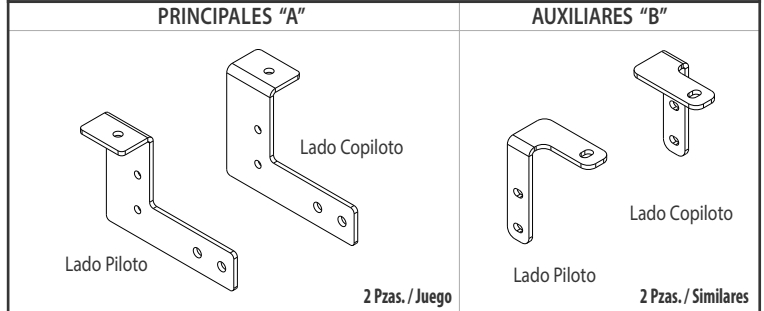 PRINCIPALES “A”
AUXILIARES “B”
Lado Copiloto
Lado Piloto
2 Pzas. / Juego
Lado Copiloto
Lado Piloto
2 Pzas. / Similares